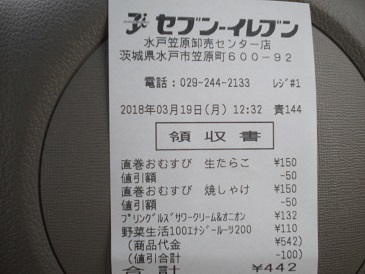 セブン-イレブン
水戸笠原卸売センター店
茨城県水戸市笠原町600-92
電話:029-244-2133 レジ#1
2018年03月19日(月) 12:32 責144
領収書
直巻おむすび 生たらこ ¥150
値引額 -50
直巻おむすび 焼しゃけ ¥150
値引額 -50
プリングルズサワークリーム&オニオン ¥132
野菜生活100エナジールーツ200 ¥110
(商品代金 ¥542)
(値引合計 -100)
合計 ¥442